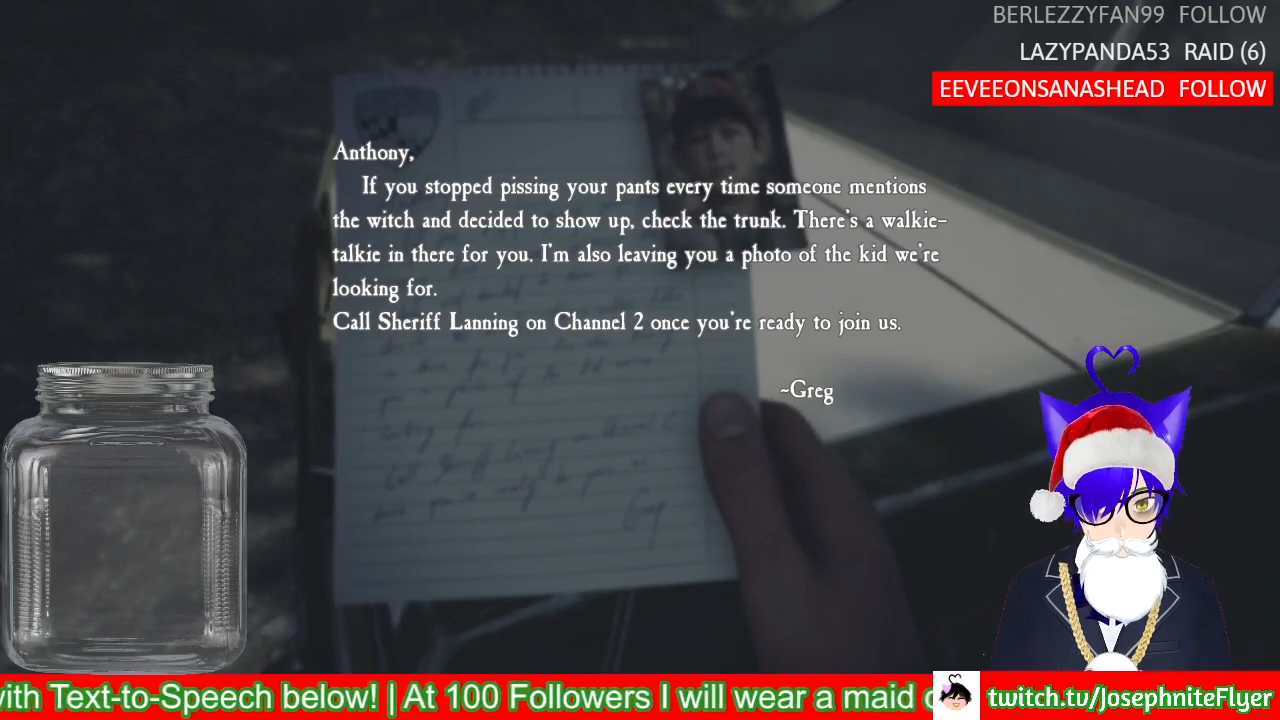 BERLEZZYFAN99 FOLLOW
LAZYPANDA53 RAID (6)
EEVEEONSANASHEAD FOLLOW
Anthony,
If you stopped pissing your pants every time someone mentions
the witch and decided to show up, check the trunk. There's a walkie-
talkie in there for you. I'm also leaving you a photo of the kid we're
looking for.
Call Sheriff Lanning on Channel 2 once you're ready to join us.
~Greg
with Text-to-Speech below! | At 100 Followers I will wear a maid
twitch.tv/JosephniteFlyer